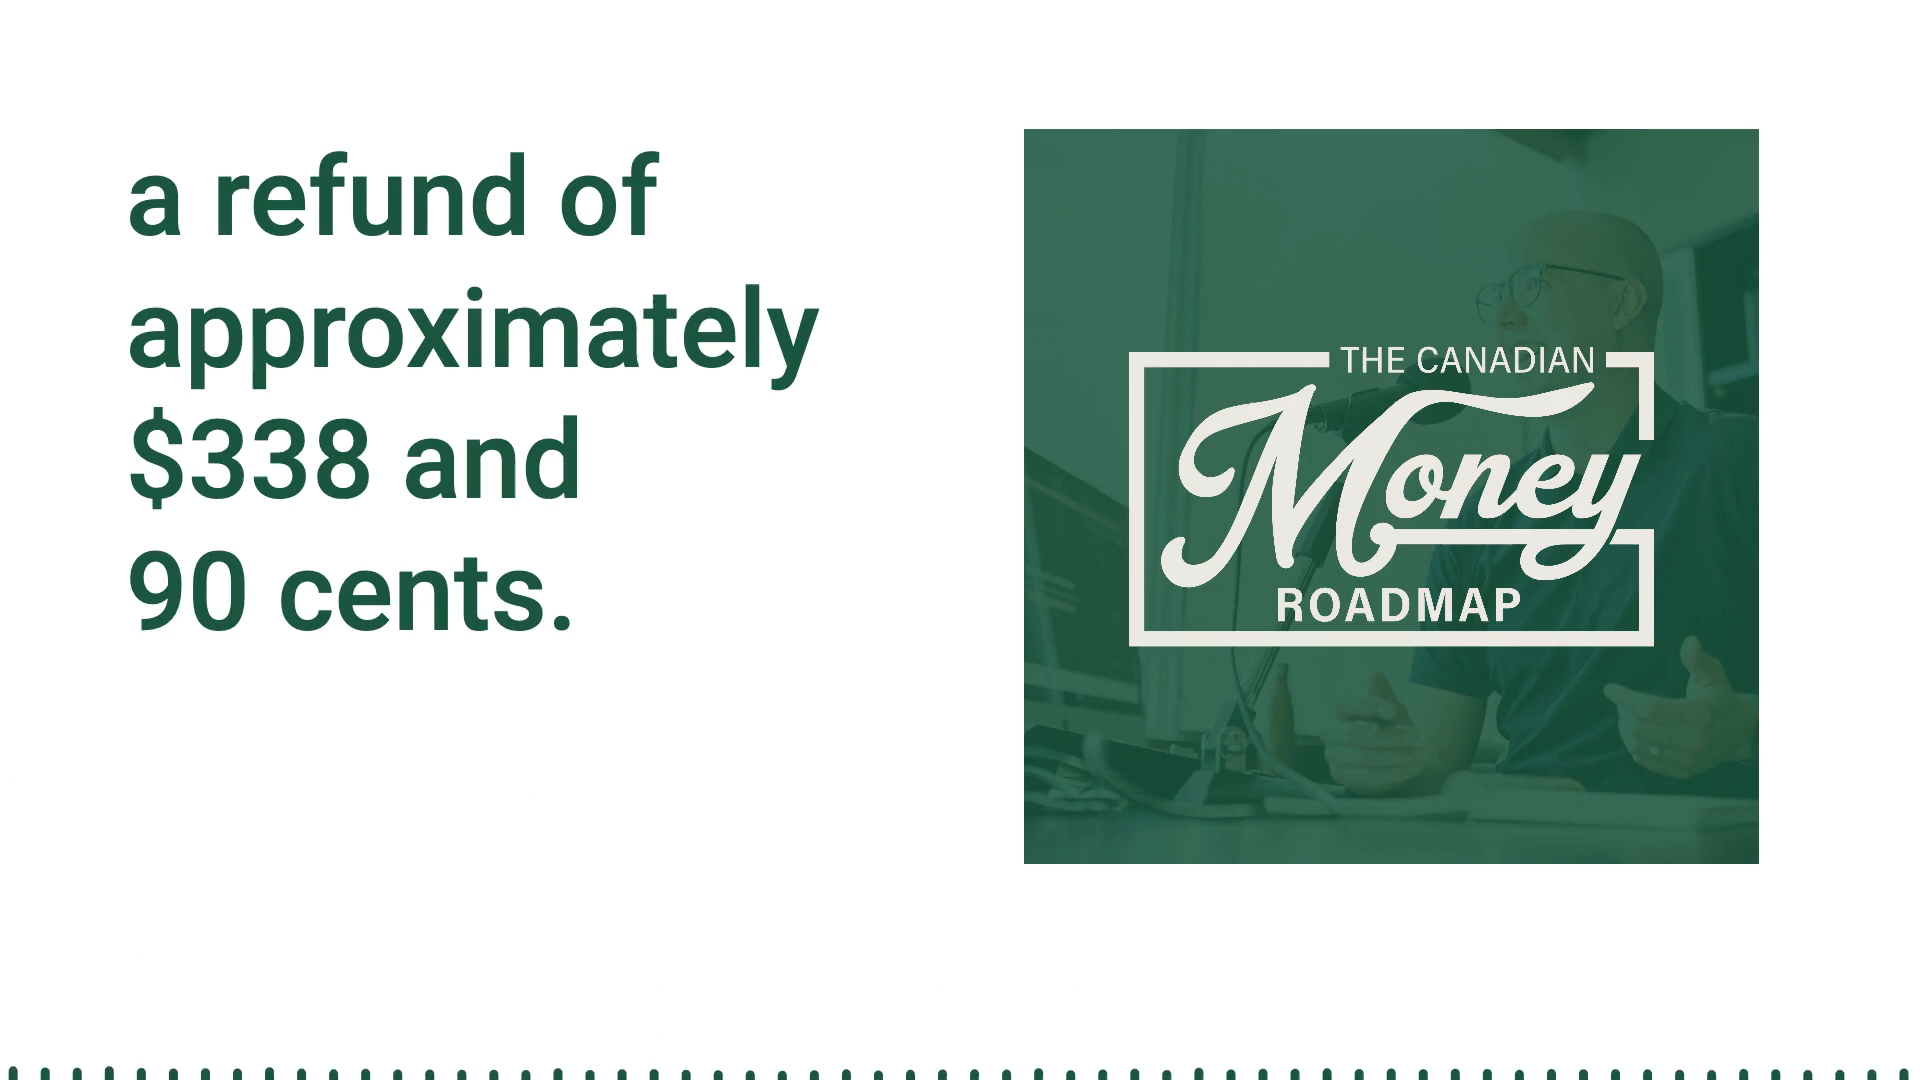 a refund of
approximately
$338 and
90 cents.
THE CANADIAN
Money
ROADMAP